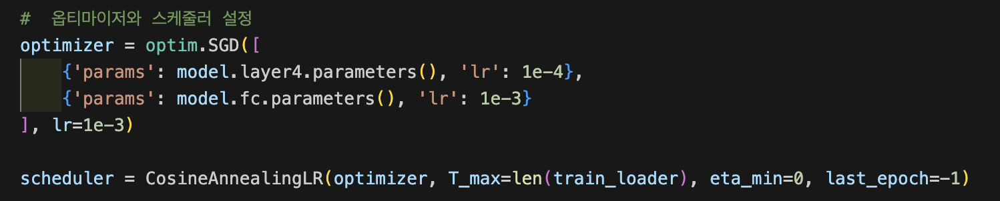 #  옵티마이저와 스케줄러 설정
optimizer = optim.SGD([
    {'params': model.layer4.parameters(), 'lr': 1e-4},
    {'params': model.fc.parameters(), 'lr': 1e-3}
], lr=1e-3)
scheduler = CosineAnnealingLR(optimizer, T_max=len(train_loader), eta_min=0, last_epoch=-1)